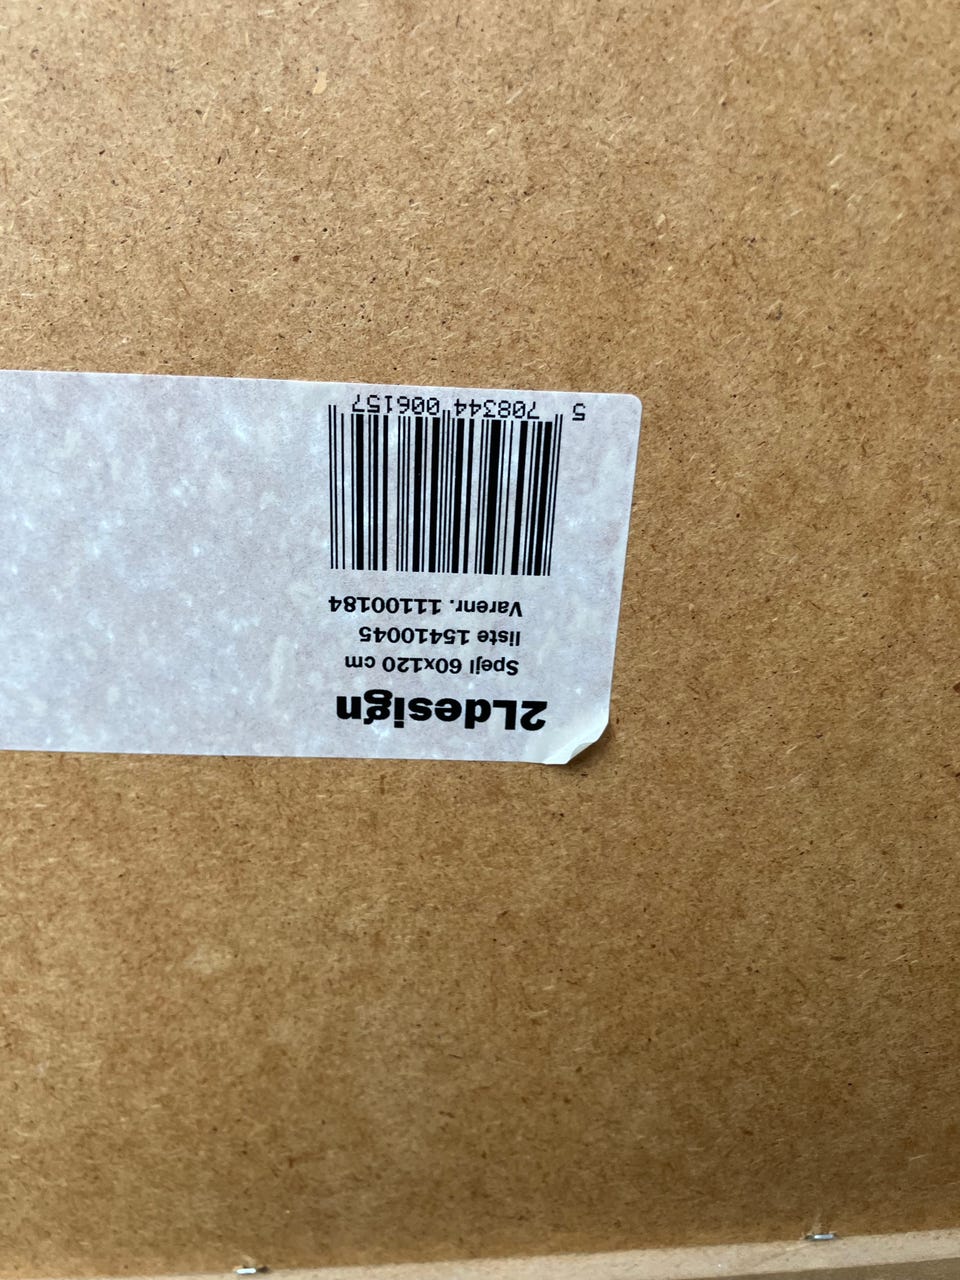 2Ldesign
Spejl 60x120 cm
liste 15410045
Varenr. 11100184
5 708344 006157